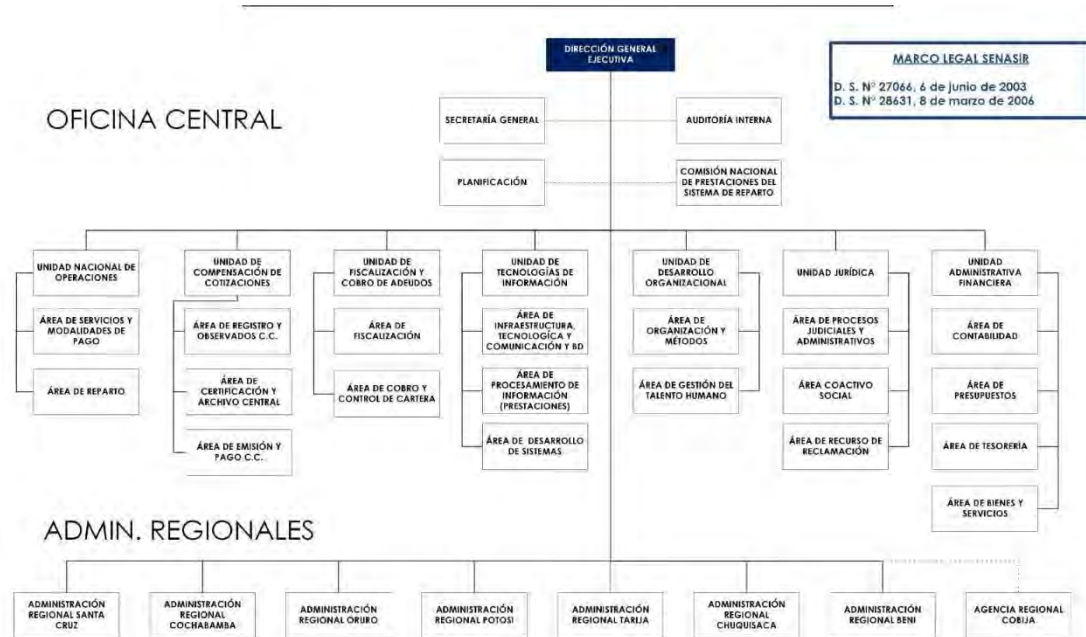 DIRECCIÓN GENERAL
EJECUTIVA
MARCO LEGAL SENASIR
D. S. N° 27066, 6 de junio de 2003
D. S. N° 28631, 8 de marzo de 2006
OFICINA CENTRAL
SECRETARÍA GENERAL
AUDITORÍA INTERNA
PLANIFICACIÓN
COMISIÓN NACIONAL
DE PRESTACIONES DEL
SISTEMA DE REPARTO
UNIDAD NACIONAL DE
OPERACIONES
UNIDAD DE
COMPENSACIÓN DE
COTIZACIONES
UNIDAD DE
FISCALIZACIÓN Y
COBRO DE ADEUDOS
UNIDAD DE
TECNOLOGÍAS DE
INFORMACIÓN
UNIDAD DE
DESARROLLO
ORGANIZACIONAL
UNIDAD JURÍDICA
UNIDAD
ADMINISTRATIVA
FINANCIERA
ÁREA DE SERVICIOS Y
MODALIDADES DE
PAGO
ÁREA DE REGISTRO Y
OBSERVADOS C.C.
ÁREA DE
FISCALIZACIÓN
ÁREA DE
INFRAESTRUCTURA,
TECNOLOGÍCA Y
COMUNICACIÓN Y BD
ÁREA DE
ORGANIZACIÓN Y
MÉTODOS
ÁREA DE PROCESOS
JUDICIALES Y
ADMINISTRATIVOS
ÁREA DE
CONTABILIDAD
ÁREA DE REPARTO
ÁREA DE
CERTIFICACIÓN Y
ARCHIVO CENTRAL
ÁREA DE COBRO Y
CONTROL DE CARTERA
ÁREA DE
PROCESAMIENTO DE
INFORMACIÓN
(PRESTACIONES)
ÁREA DE GESTIÓN DEL
TALENTO HUMANO
ÁREA COACTIVO
SOCIAL
ÁREA DE
PRESUPUESTOS
ÁREA DE EMISIÓN Y
PAGO C.C.
ÁREA DE DESARROLLO
DE SISTEMAS
ÁREA DE RECURSO DE
RECLAMACIÓN
ÁREA DE TESORERÍA
ÁREA DE BIENES Y
SERVICIOS
ADMIN. REGIONALES
ADMINISTRACIÓN
REGIONAL SANTA
CRUZ
ADMINISTRACIÓN
REGIONAL
COCHABAMBA
ADMINISTRACIÓN
REGIONAL ORURO
ADMINISTRACIÓN
REGIONAL POTOSI
ADMINISTRACIÓN
REGIONAL TARIJA
ADMINISTRACIÓN
REGIONAL
CHUQUISACA
ADMINISTRACIÓN
REGIONAL BENI
AGENCIA REGIONAL
COBIJA